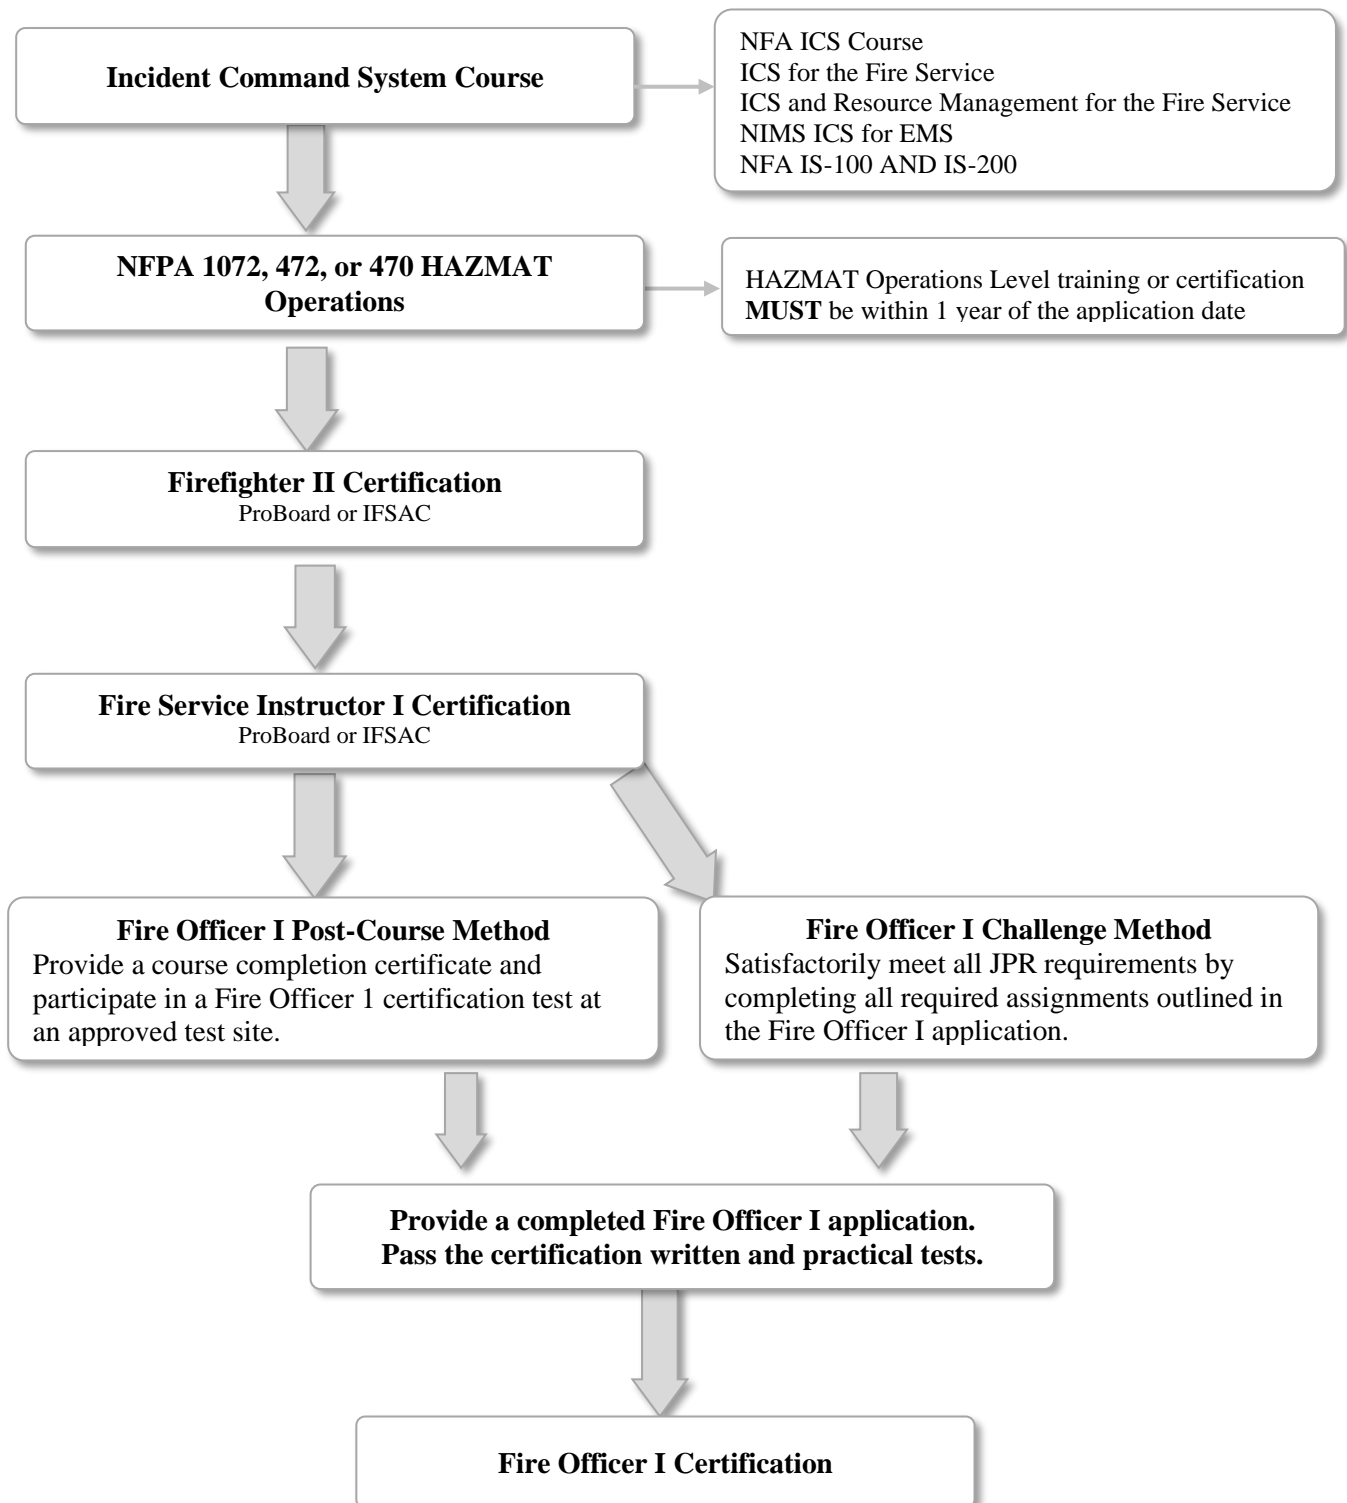 Incident Command System Course
NFA ICS Course
ICS for the Fire Service
ICS and Resource Management for the Fire Service
NIMS ICS for EMS
NFA IS-100 AND IS-200
NFPA 1072, 472, or 470 HAZMAT
Operations
HAZMAT Operations Level training or certification
MUST be within 1 year of the application date
Firefighter II Certification
ProBoard or IFSAC
Fire Service Instructor I Certification
ProBoard or IFSAC
Fire Officer I Post-Course Method
Provide a course completion certificate and
participate in a Fire Officer 1 certification test at
an approved test site.
Fire Officer I Challenge Method
Satisfactorily meet all JPR requirements by
completing all required assignments outlined in
the Fire Officer I application.
Provide a completed Fire Officer I application.
Pass the certification written and practical tests.
Fire Officer I Certification